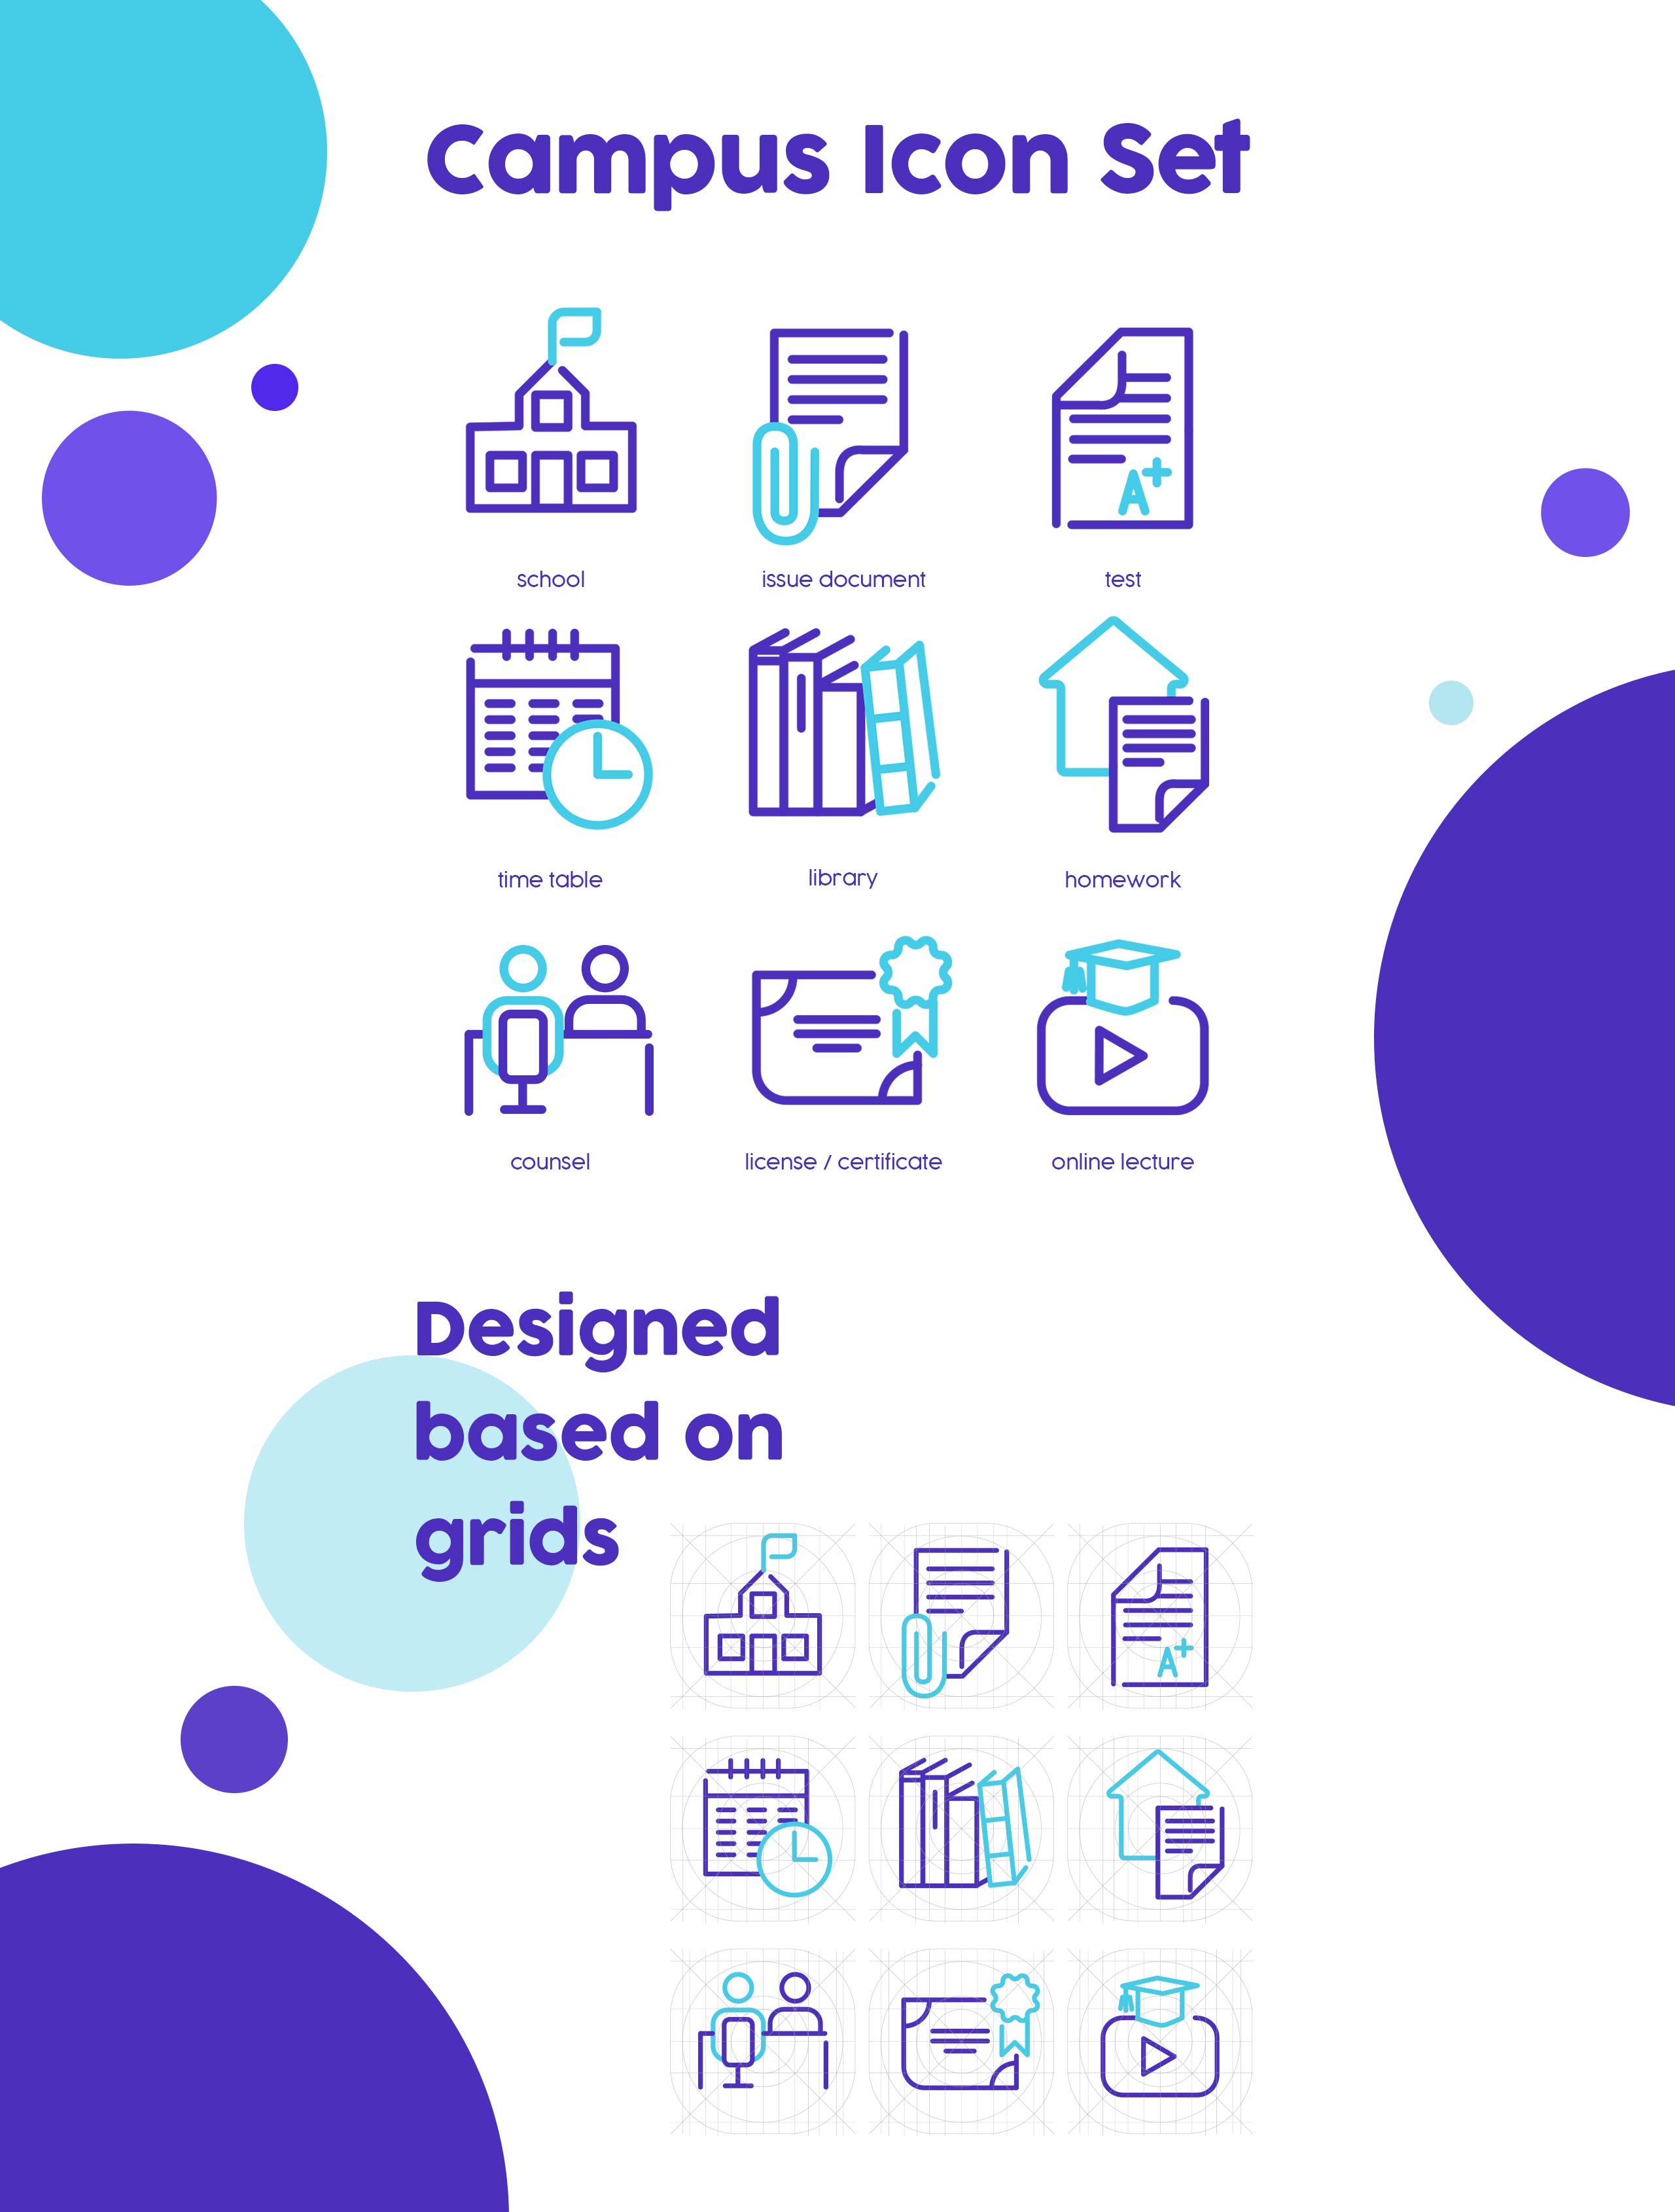 Campus Icon Set
A+
school
issue document
test
time table
library
homework
counsel
license / certificate
online lecture
Designed
based on
grids
A+